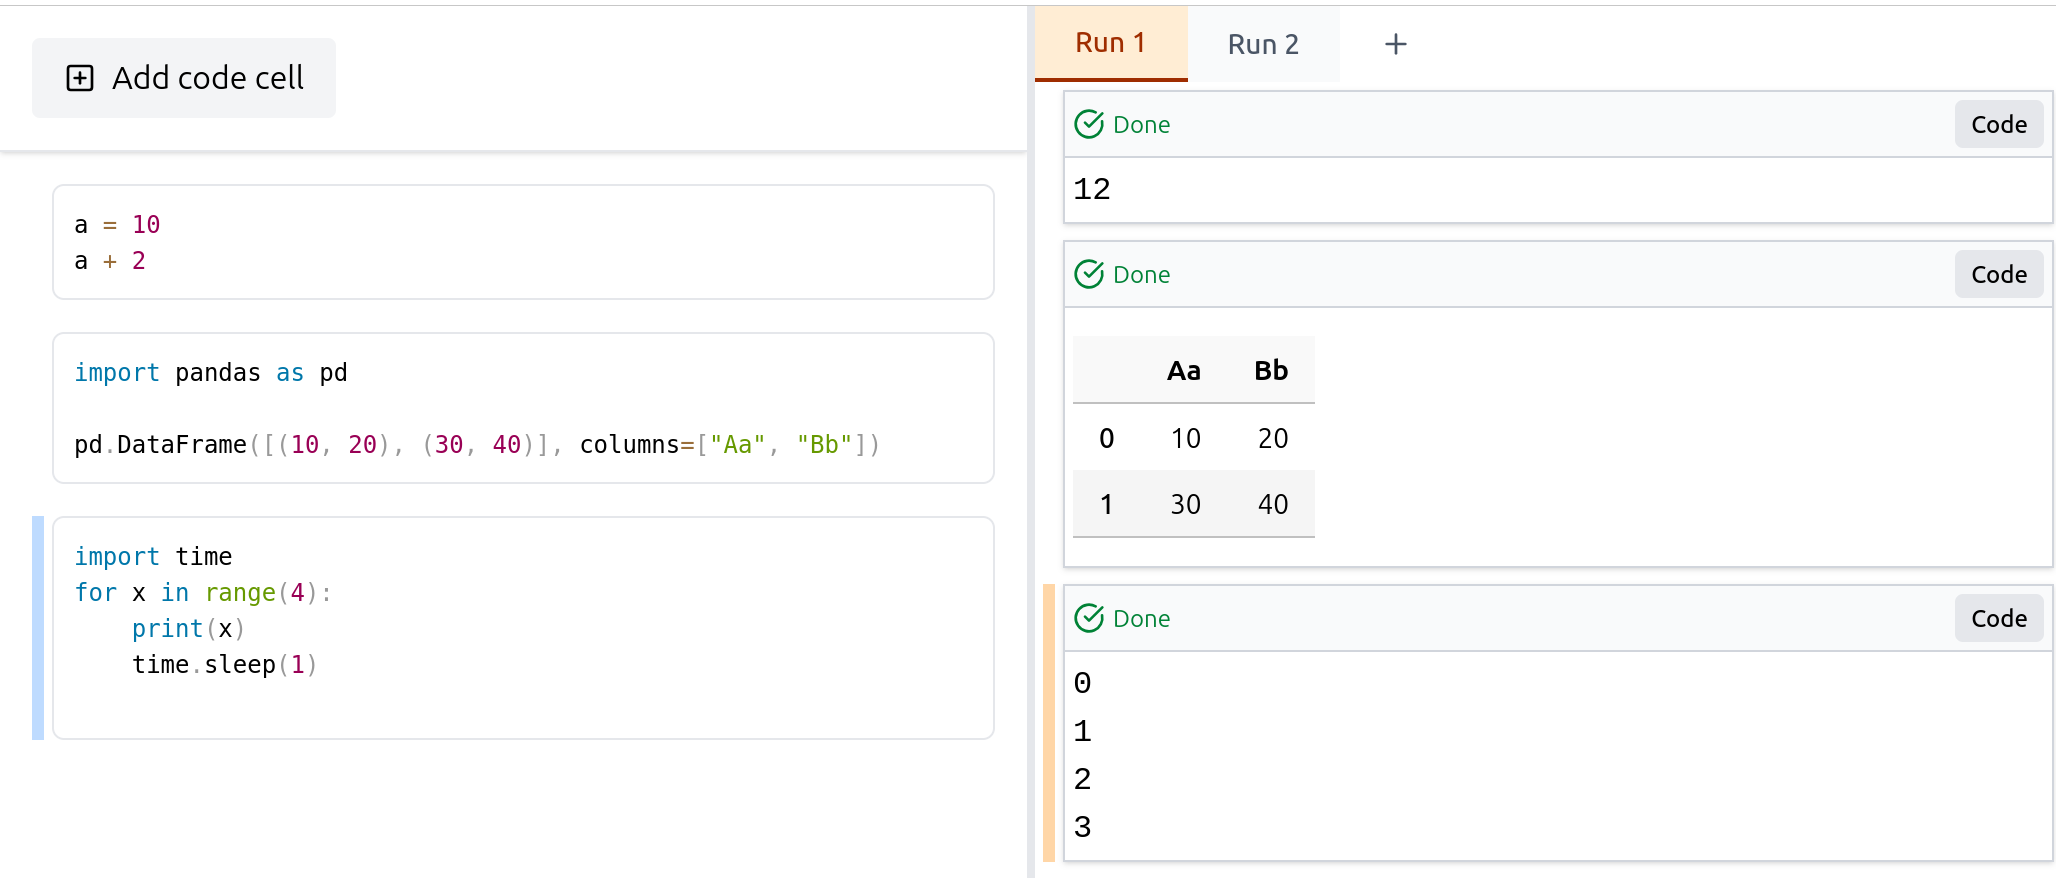 Add code cell
a = 10
a + 2
import pandas as pd
pd.DataFrame([(10, 20), (30, 40)], columns=["Aa", "Bb"])
import time
for x in range(4):
    print(x)
    time.sleep(1)
Run 1 Run 2 +
Done Code
12
Done Code
Aa Bb
0 10 20
1 30 40
Done Code
0
1
2
3